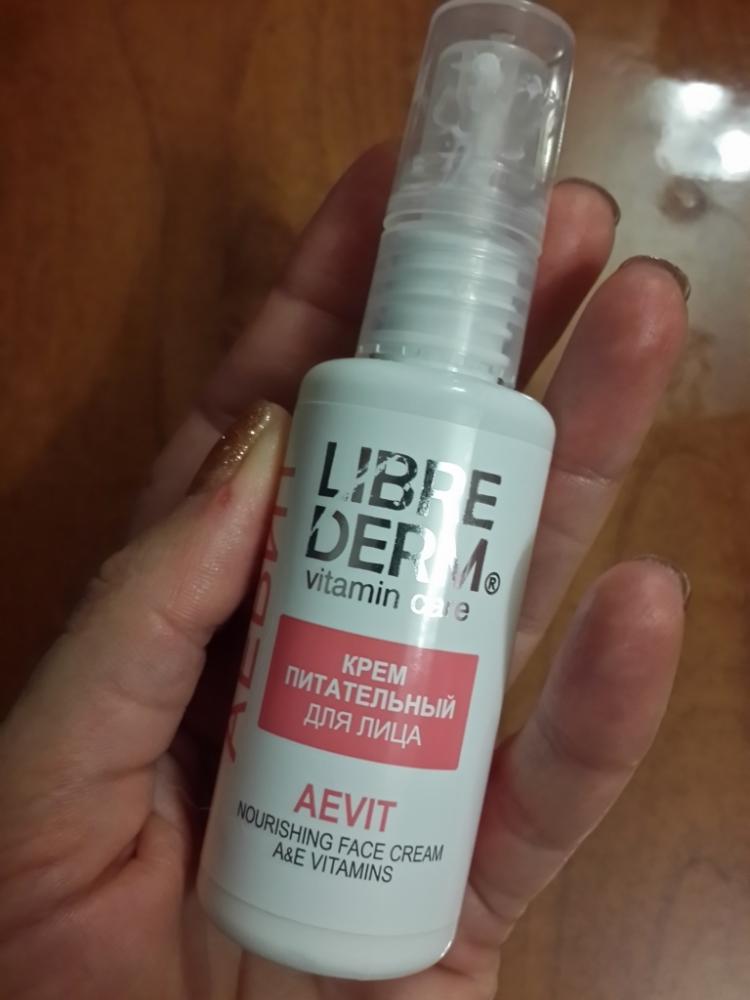 LIBRE
DERM®
vitamin care
КРЕМ
ПИТАТЕЛЬНЫЙ
ДЛЯ ЛИЦА
AEVIT
NOURISHING FACE CREAM
A&E VITAMINS
АЕВИТ